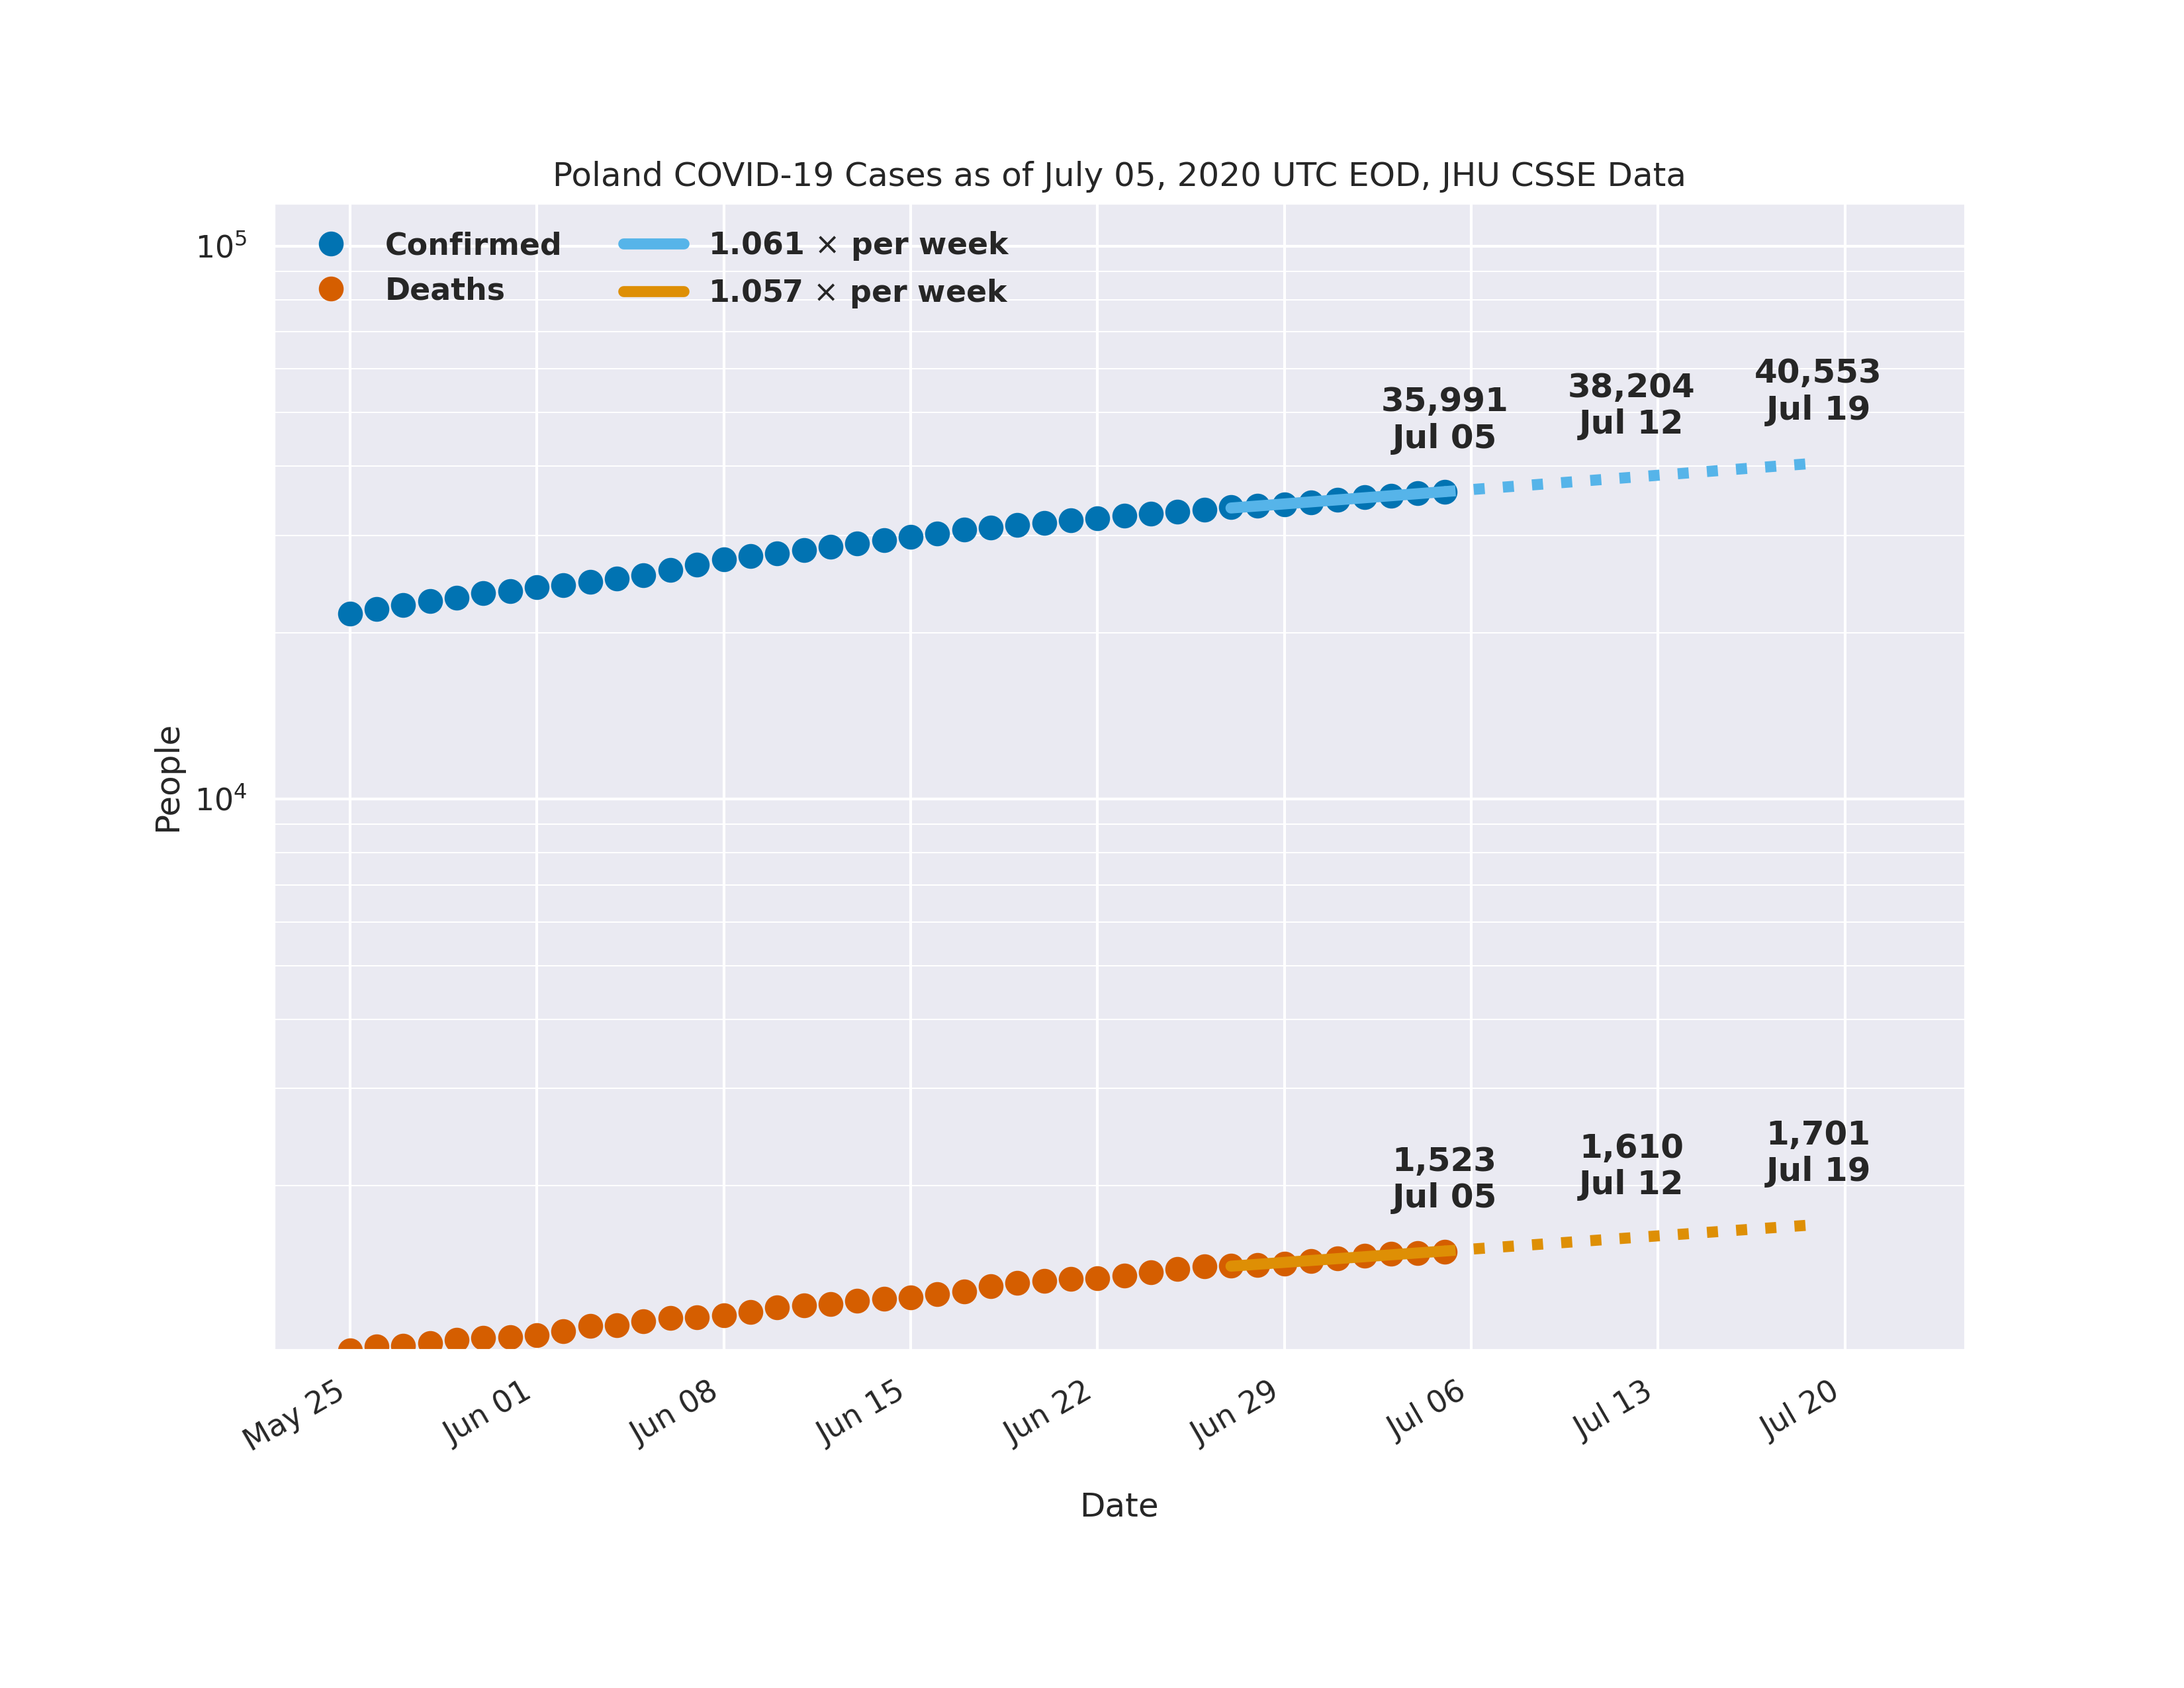 Poland COVID-19 Cases as of July 05, 2020 UTC EOD, JHU CSSE Data
Confirmed
Deaths
1.061 × per week
1.057 × per week
10⁵
10⁴
People
35,991
Jul 05
38,204
Jul 12
40,553
Jul 19
1,523
Jul 05
1,610
Jul 12
1,701
Jul 19
May 25
Jun 01
Jun 08
Jun 15
Jun 22
Jun 29
Jul 06
Jul 13
Jul 20
Date